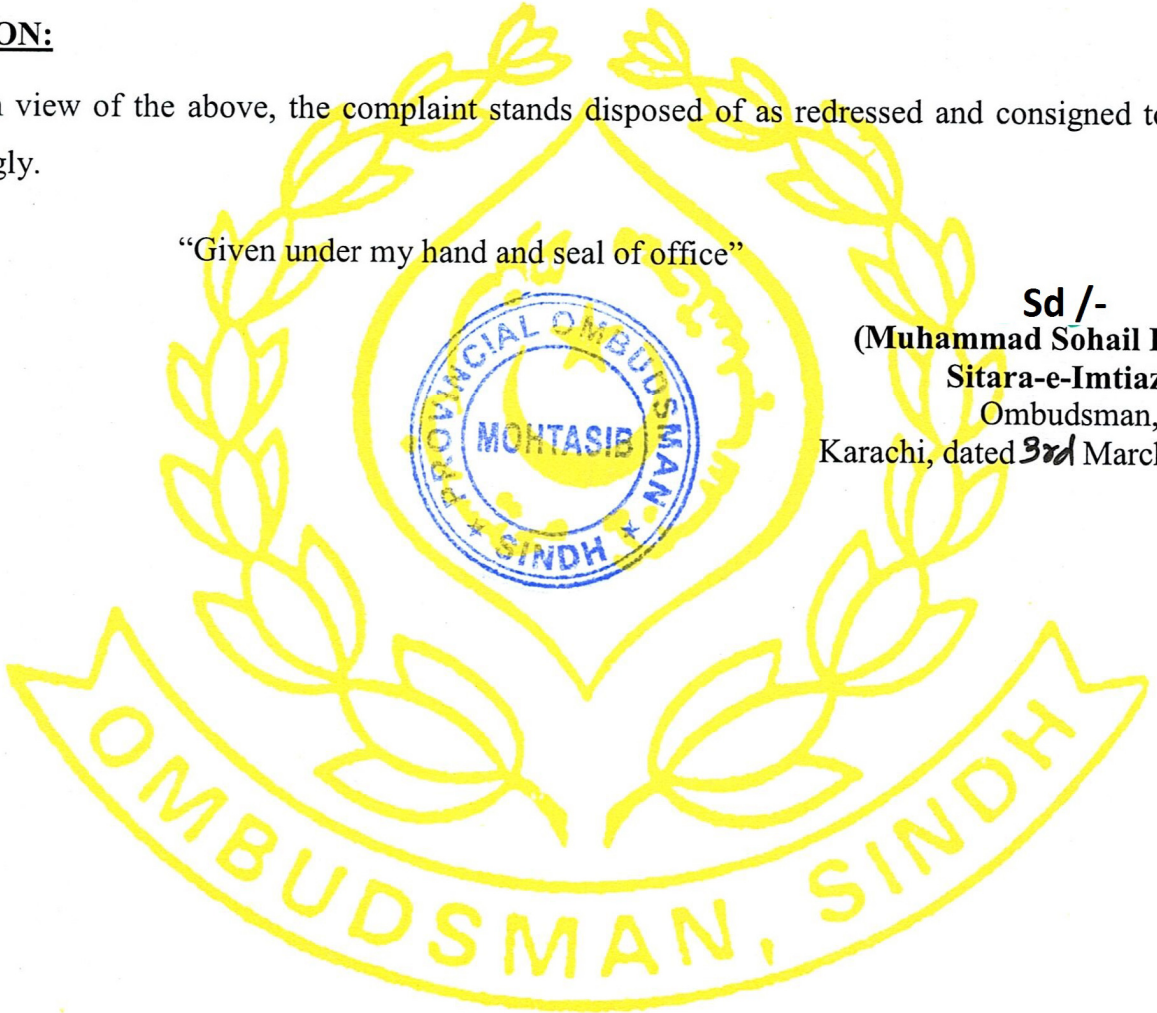 ON:
n view of the above, the complaint stands disposed of as redressed and consigned to
gly.
“Given under my hand and seal of office”
Sd /-
(Muhammad Sohail
Sitara-e-Imtiaz
Ombudsman,
Karachi, dated 3rd March
PROVINCIAL OMBUDSMAN
MOHTASIB
★ SINDH ★
OMBUDSMAN, SINDH